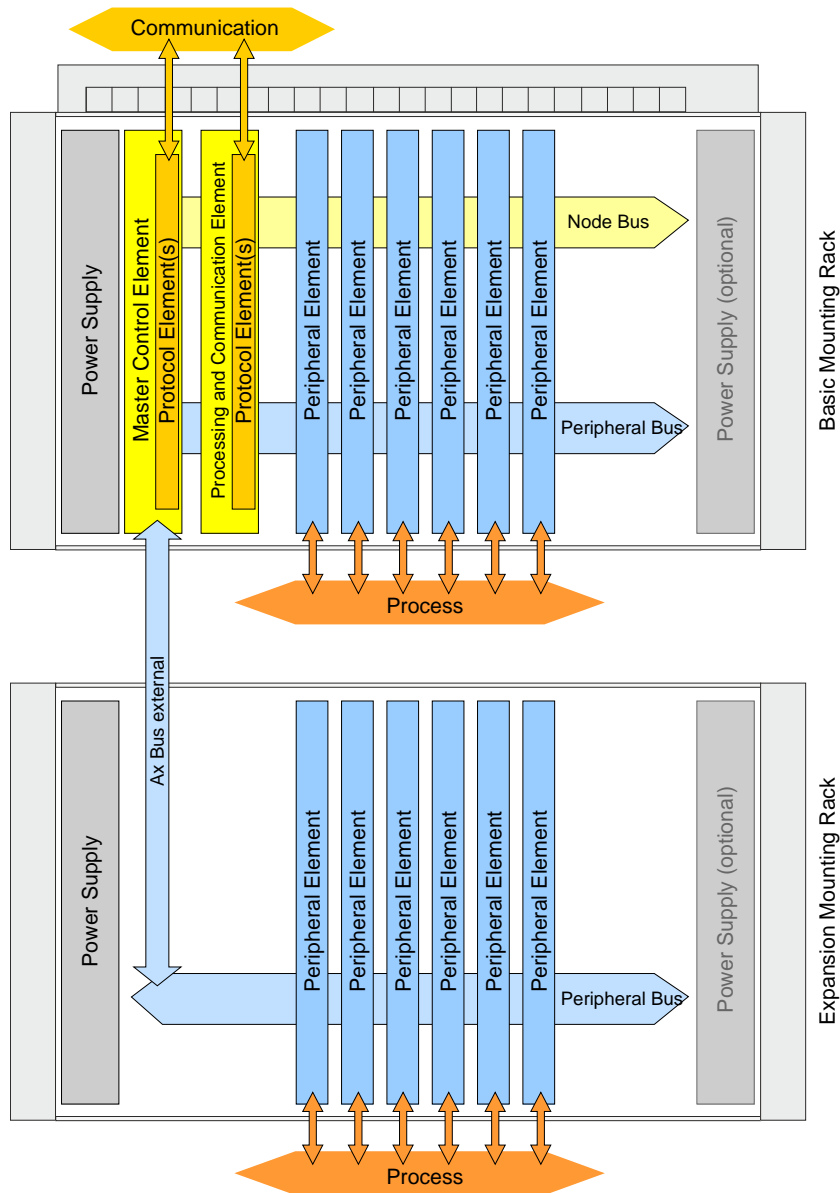 Communication
Power Supply
Master Control Element
Protocol Element(s)
Processing and Communication Element
Protocol Element(s)
Peripheral Element
Peripheral Element
Peripheral Element
Peripheral Element
Peripheral Element
Peripheral Element
Node Bus
Peripheral Bus
Power Supply (optional)
Basic Mounting Rack
Process
Ax Bus external
Power Supply
Peripheral Element
Peripheral Element
Peripheral Element
Peripheral Element
Peripheral Element
Peripheral Element
Peripheral Bus
Power Supply (optional)
Expansion Mounting Rack
Process